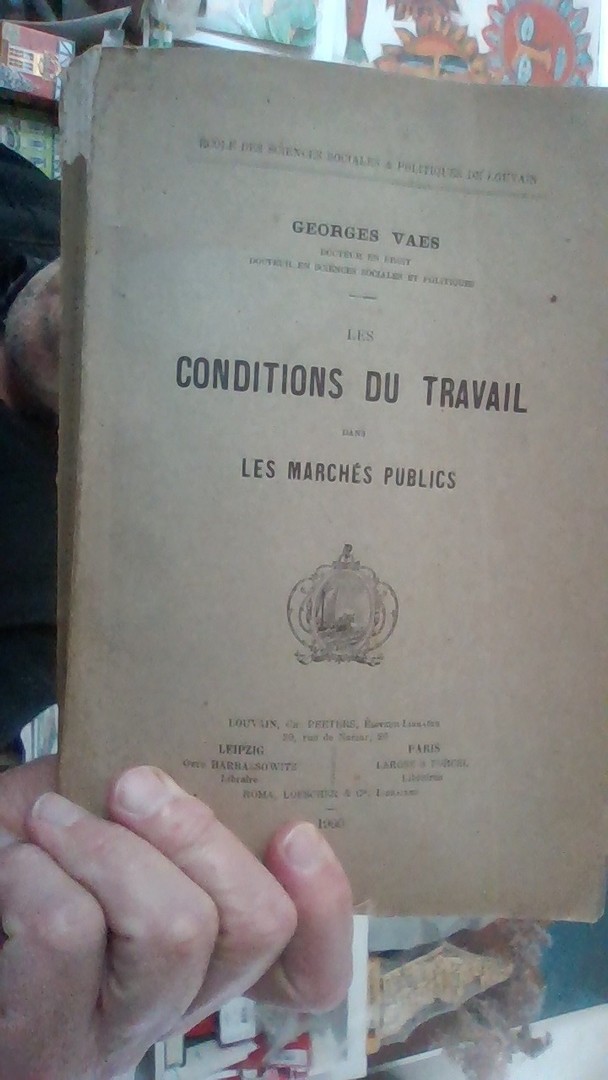 ÉCOLE DES SCIENCES SOCIALES & POLITIQUES DE LOUVAIN
GEORGES VAES
DOCTEUR EN DROIT
DOCTEUR EN SCIENCES SOCIALES ET POLITIQUES
LES
CONDITIONS DU TRAVAIL
DANS
LES MARCHÉS PUBLICS
LOUVAIN, CH. PEETERS, ÉDITEUR-LIBRAIRE
20, rue de Namur, 20
LEIPZIG
OTTO HARRASSOWITZ
Libraire
PARIS
LAROSE & FORCEL
Libraires
ROMA, LOESCHER & Cº, LIBRAIRES